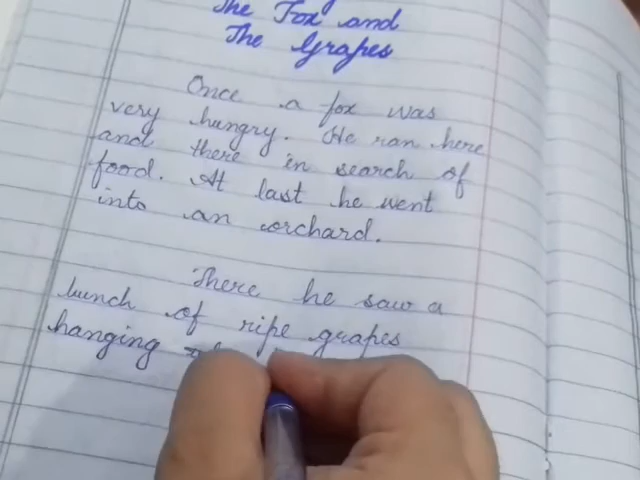 The Fox and
The Grapes
Once a fox was
very hungry. He ran here
and there in search of
food. At last he went
into an orchard.
There he saw a
bunch of ripe grapes
hanging